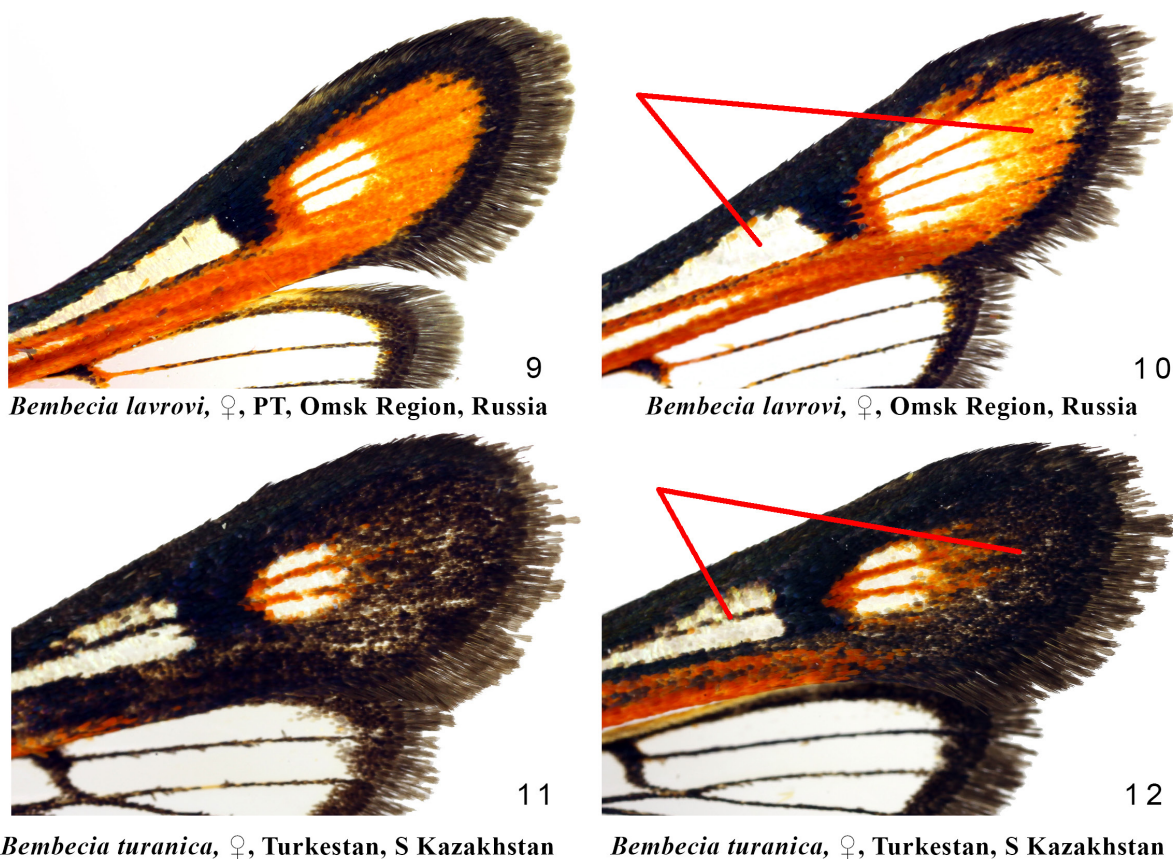 9
10
Bembecia lavrovi, ♀, PT, Omsk Region, Russia
Bembecia lavrovi, ♀, Omsk Region, Russia
11
12
Bembecia turanica, ♀, Turkestan, S Kazakhstan
Bembecia turanica, ♀, Turkestan, S Kazakhstan